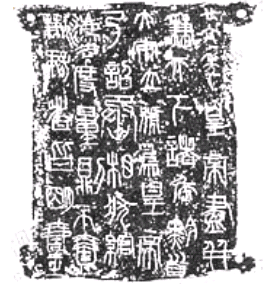 廿六年皇帝盡并
兼天下諸侯黔首
大安立號爲皇帝
乃詔丞相狀綰
灋度量則不壹
歉疑者皆明壹之